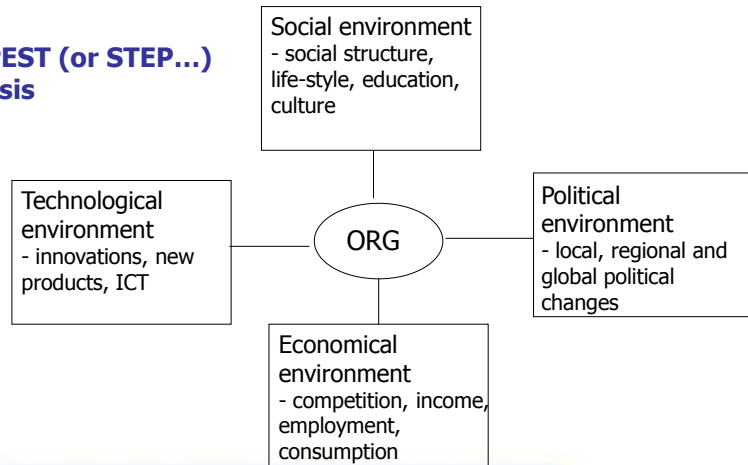 PEST (or STEP...)
sis
Social environment
- social structure,
life-style, education,
culture
Technological
environment
- innovations, new
products, ICT
ORG
Political
environment
- local, regional and
global political
changes
Economical
environment
- competition, income,
employment,
consumption